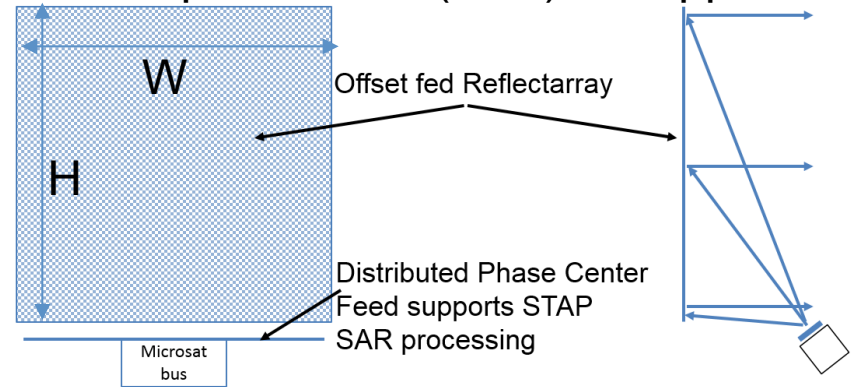 W
Offset fed Reflectarray
H
Distributed Phase Center
Feed supports STAP
SAR processing
Microsat
bus